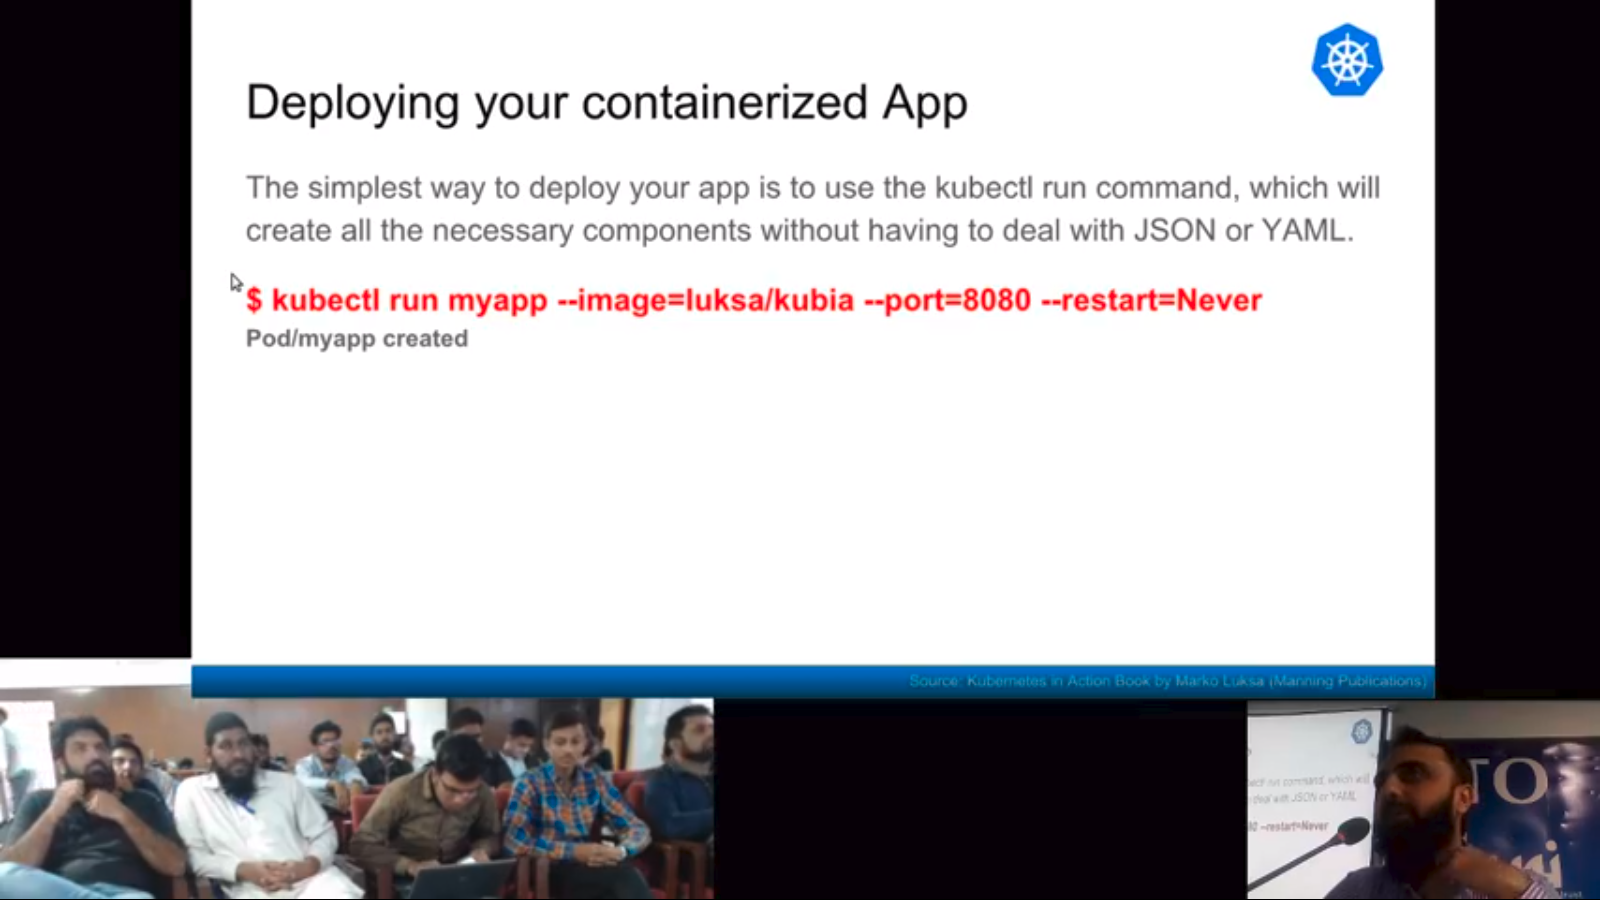 Deploying your containerized App
The simplest way to deploy your app is to use the kubectl run command, which will
create all the necessary components without having to deal with JSON or YAML.
$ kubectl run myapp --image=luksa/kubia --port=8080 --restart=Never
Pod/myapp created
Source: Kubernetes in Action Book by Marko Luksa (Manning Publications)
run command, which will
deal with JSON or YAML.
--restart=Never
TO